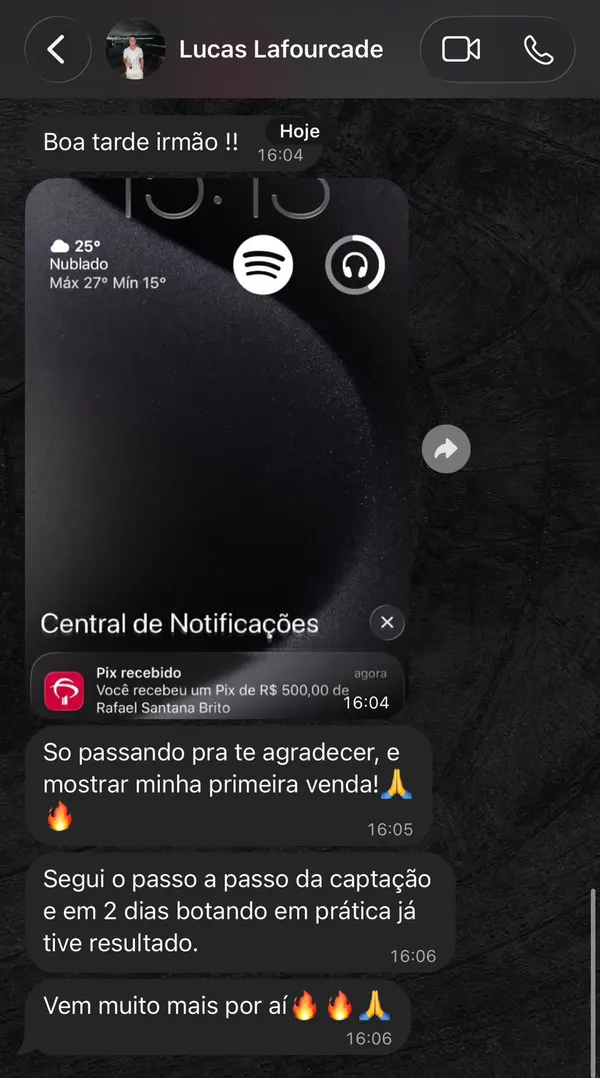 Lucas Lafourcade
Hoje
Boa tarde irmão !!
16:04
15:15
25°
Nublado
Máx 27° Mín 15°
Central de Notificações
Pix recebido
agora
Você recebeu um Pix de R$ 500,00 de
Rafael Santana Brito
16:04
So passando pra te agradecer, e
mostrar minha primeira venda!🙏
🔥
16:05
Segui o passo a passo da captação
e em 2 dias botando em prática já
tive resultado.
16:06
Vem muito mais por aí🔥🔥🙏
16:06